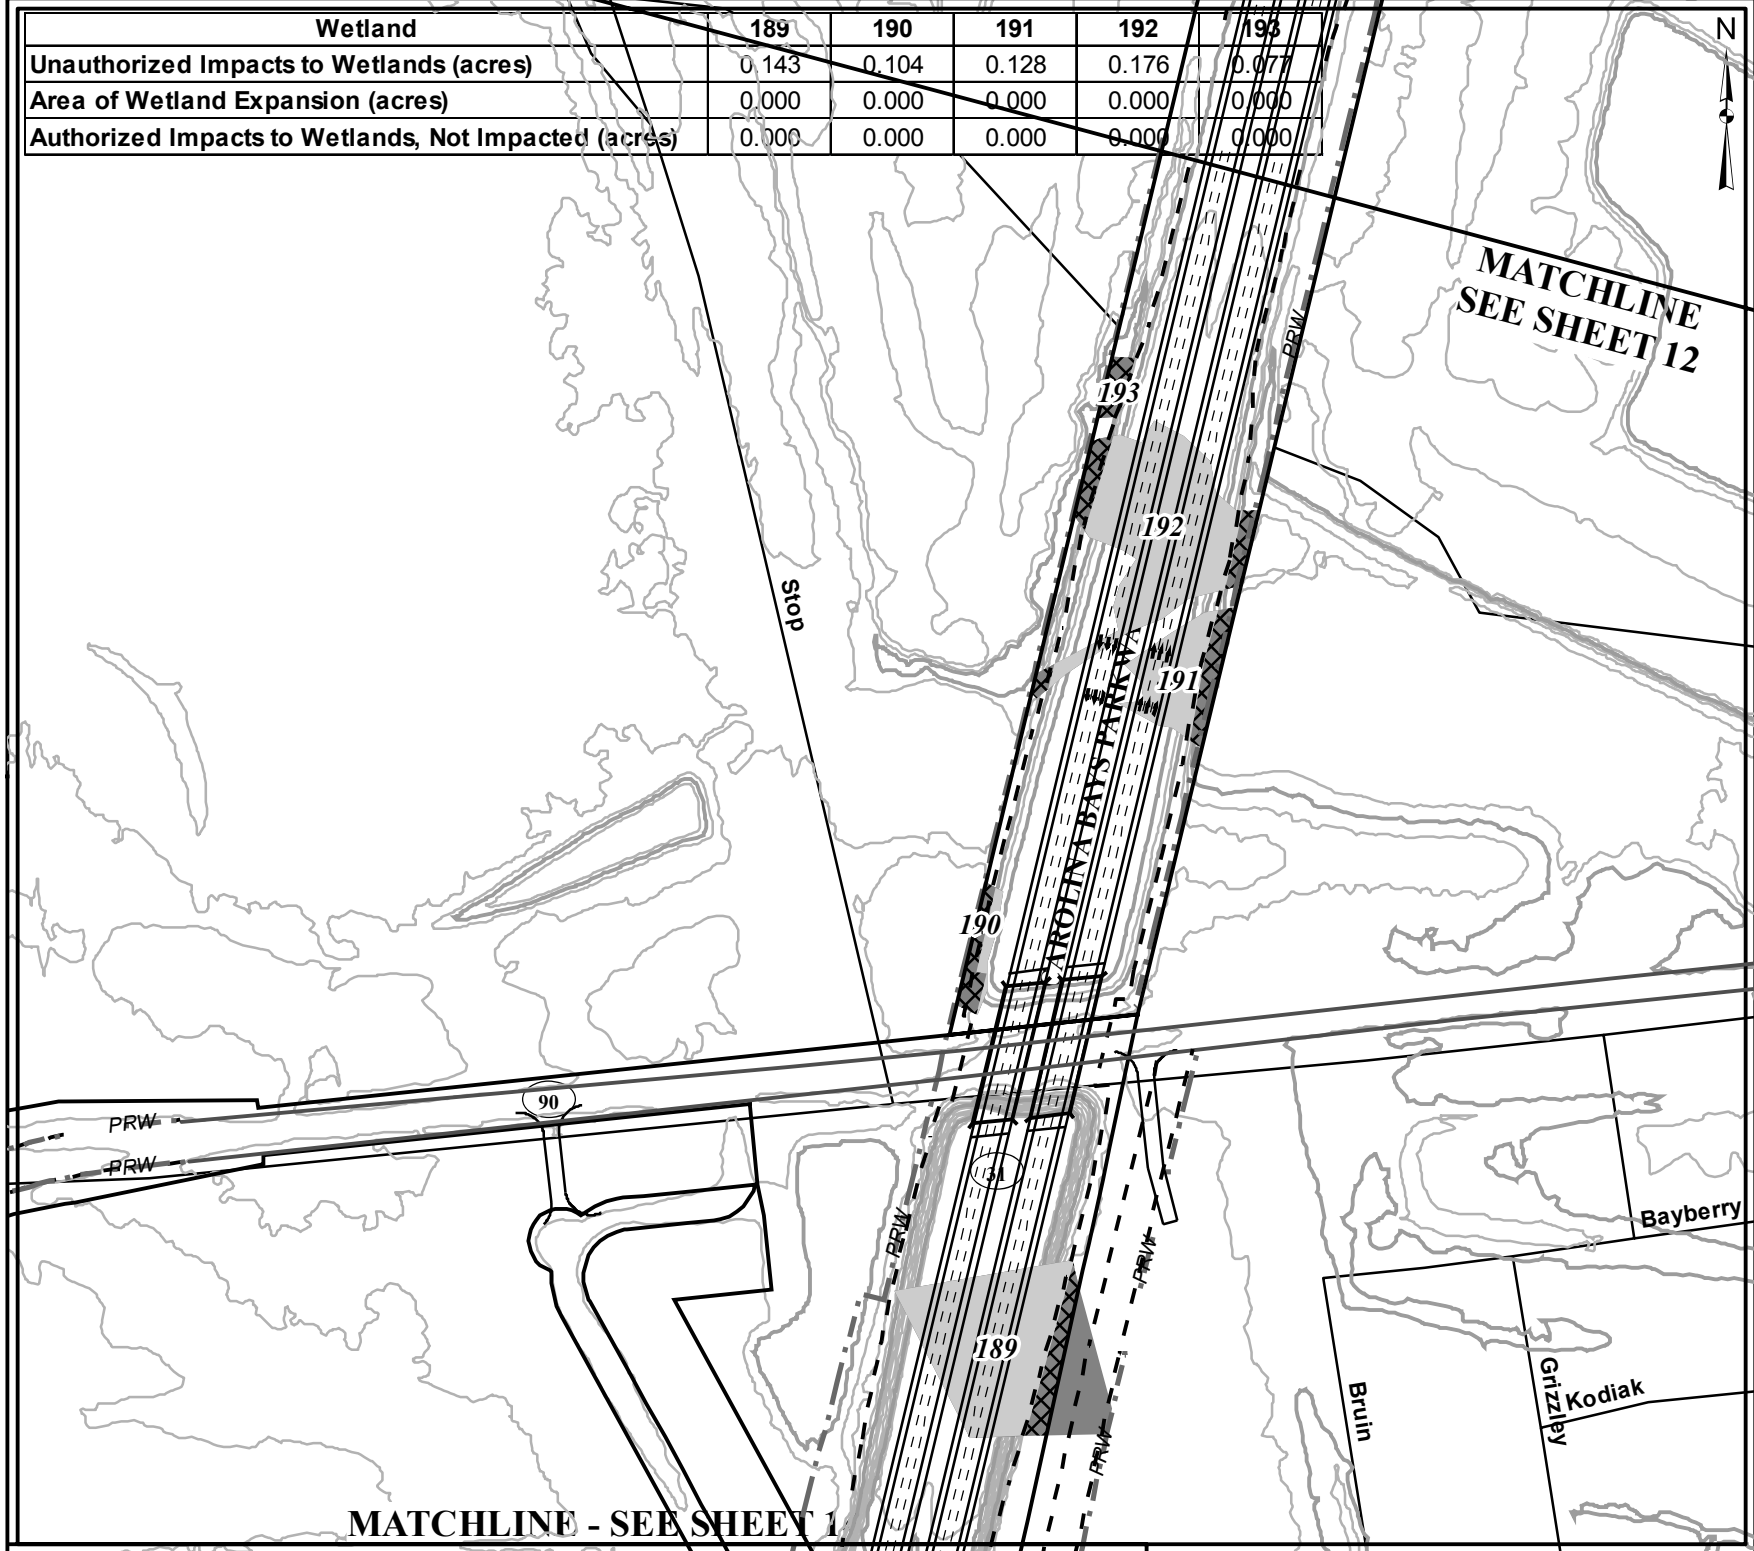 Wetland 189 190 191 192 193
Unauthorized Impacts to Wetlands (acres) 0.143 0.104 0.128 0.176 0.077
Area of Wetland Expansion (acres) 0.000 0.000 0.000 0.000 0.000
Authorized Impacts to Wetlands, Not Impacted (acres) 0.000 0.000 0.000 0.000 0.000
N
MATCHLINE
SEE SHEET 12
PRW
193
192
Stop
191
CAROLINA BAYS PARKWA
190
90
PRW
PRW
31
Bayberry
PRW
PRW
189
Grizzley
Kodiak
Bruin
PRW
MATCHLINE - SEE SHEET 1